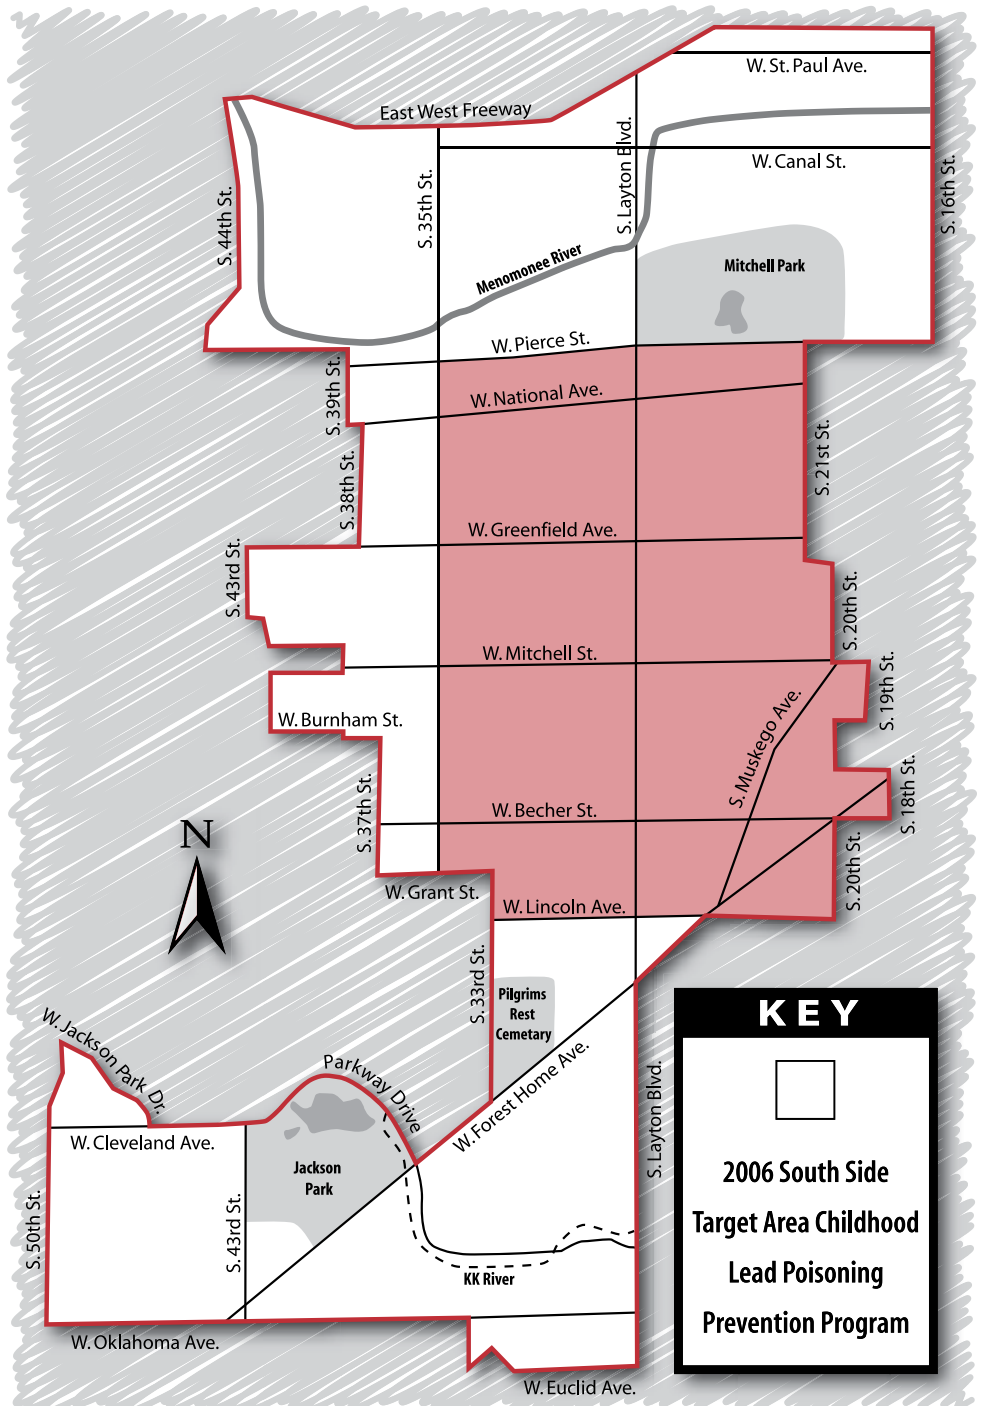 W. St. Paul Ave.
East West Freeway
S. Layton Blvd.
W. Canal St.
S. 16th St.
S. 44th St.
S. 35th St.
Menomonee River
Mitchell Park
W. Pierce St.
S. 39th St.
W. National Ave.
S. 21st St.
S. 38th St.
W. Greenfield Ave.
S. 43rd St.
S. 20th St.
W. Mitchell St.
S. 19th St.
W. Burnham St.
S. Muskego Ave.
S. 18th St.
S. 37th St.
W. Becher St.
N
S. 20th St.
W. Grant St.
W. Lincoln Ave.
S. 33rd St.
Pilgrims
Rest
Cemetary
W. Jackson Park Dr.
Parkway Drive
W. Forest Home Ave.
S. Layton Blvd.
W. Cleveland Ave.
Jackson
Park
S. 50th St.
S. 43rd St.
KK River
W. Oklahoma Ave.
W. Euclid Ave.
KEY
2006 South Side
Target Area Childhood
Lead Poisoning
Prevention Program